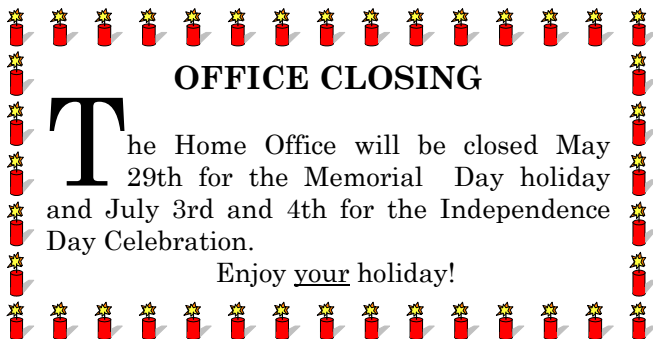 OFFICE CLOSING
The Home Office will be closed May
29th for the Memorial Day holiday
and July 3rd and 4th for the Independence
Day Celebration.
Enjoy your holiday!